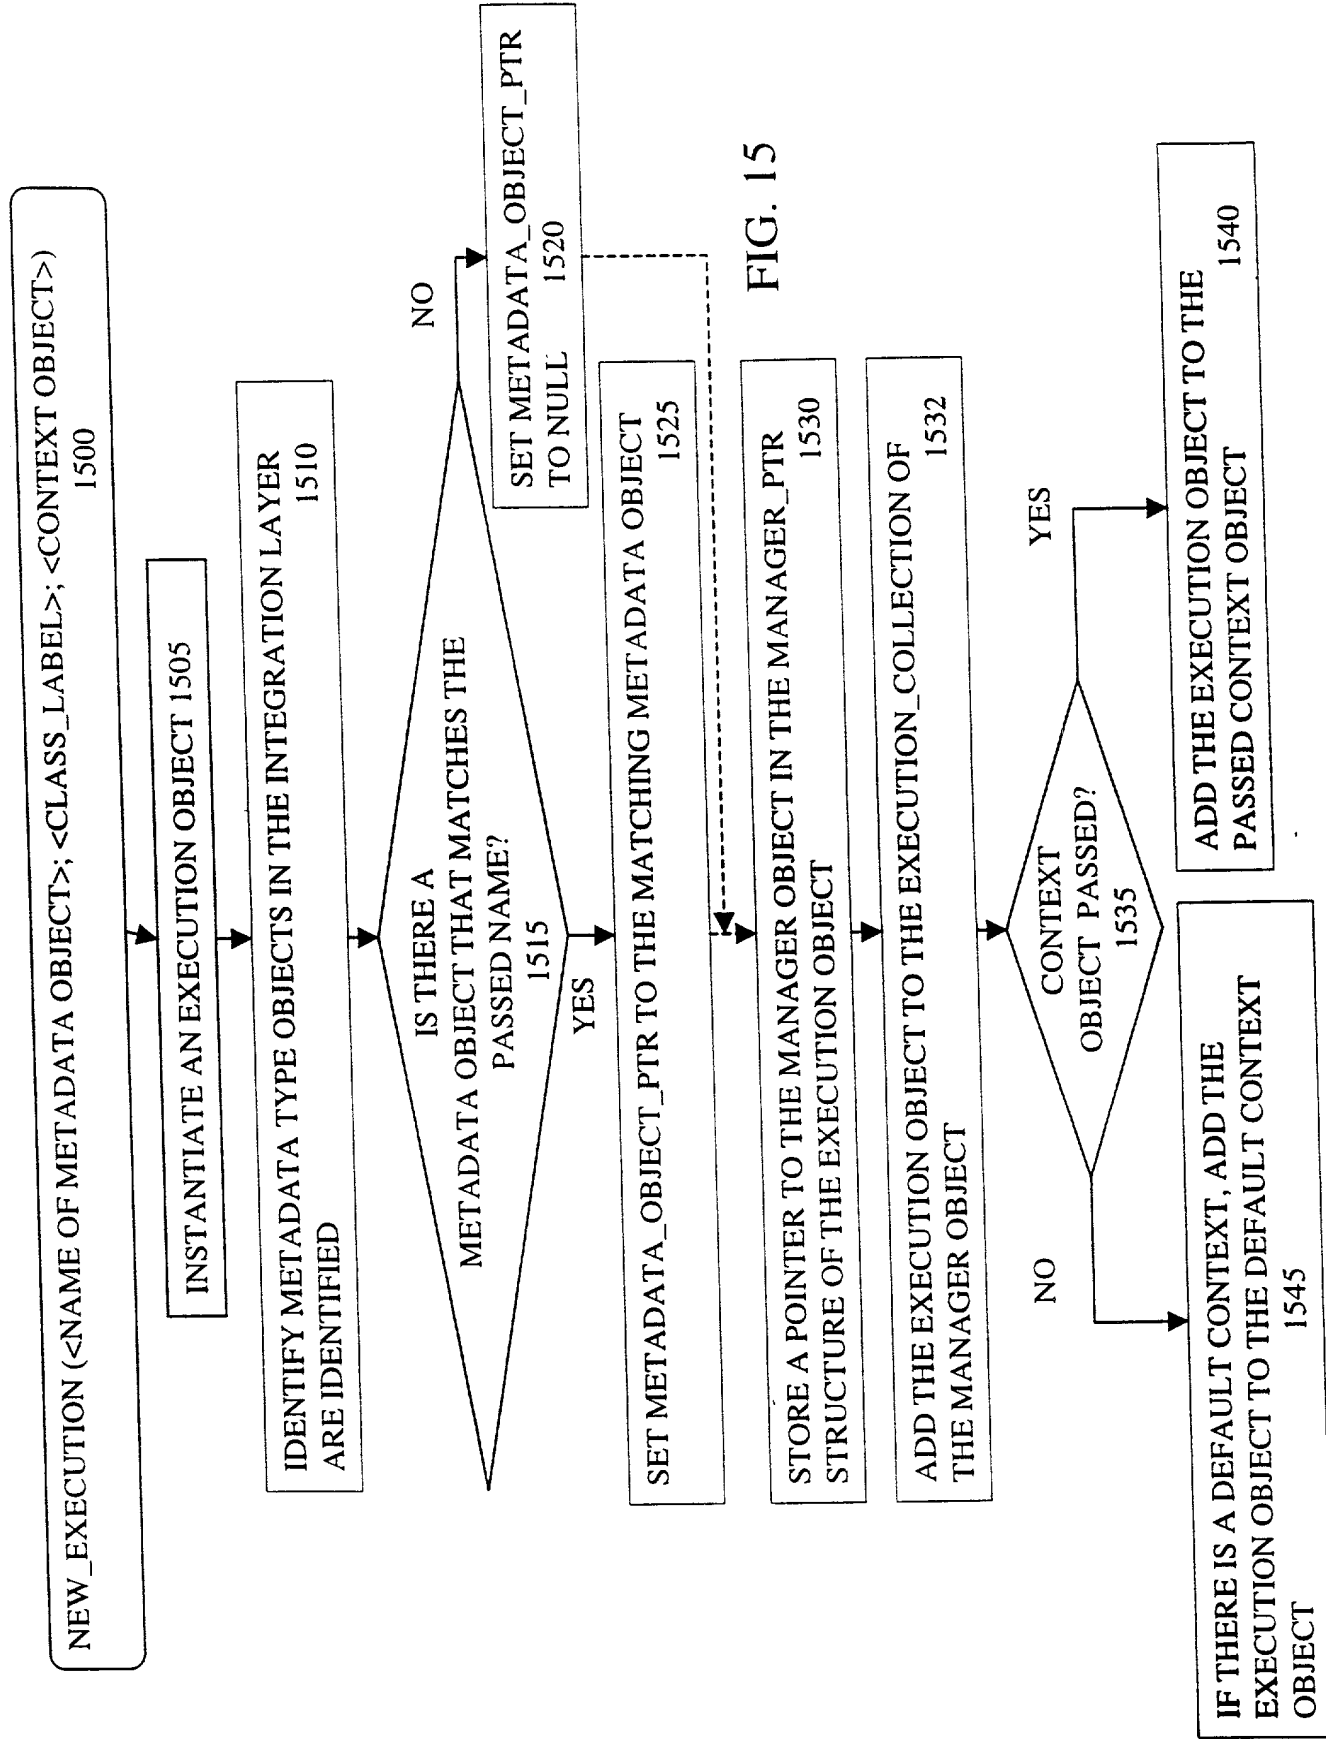 NEW_EXECUTION (<NAME OF METADATA OBJECT>; <CLASS_LABEL>; <CONTEXT OBJECT>)
1500
INSTANTIATE AN EXECUTION OBJECT 1505
IDENTIFY METADATA TYPE OBJECTS IN THE INTEGRATION LAYER
ARE IDENTIFIED
1510
IS THERE A
METADATA OBJECT THAT MATCHES THE
PASSED NAME?
1515
NO
SET METADATA_OBJECT_PTR
TO NULL 1520
YES
SET METADATA_OBJECT_PTR TO THE MATCHING METADATA OBJECT
1525
STORE A POINTER TO THE MANAGER OBJECT IN THE MANAGER_PTR
STRUCTURE OF THE EXECUTION OBJECT
1530
ADD THE EXECUTION OBJECT TO THE EXECUTION_COLLECTION OF
THE MANAGER OBJECT
1532
CONTEXT
OBJECT PASSED?
1535
NO
YES
IF THERE IS A DEFAULT CONTEXT, ADD THE
EXECUTION OBJECT TO THE DEFAULT CONTEXT
OBJECT
1545
ADD THE EXECUTION OBJECT TO THE
PASSED CONTEXT OBJECT
1540
FIG. 15